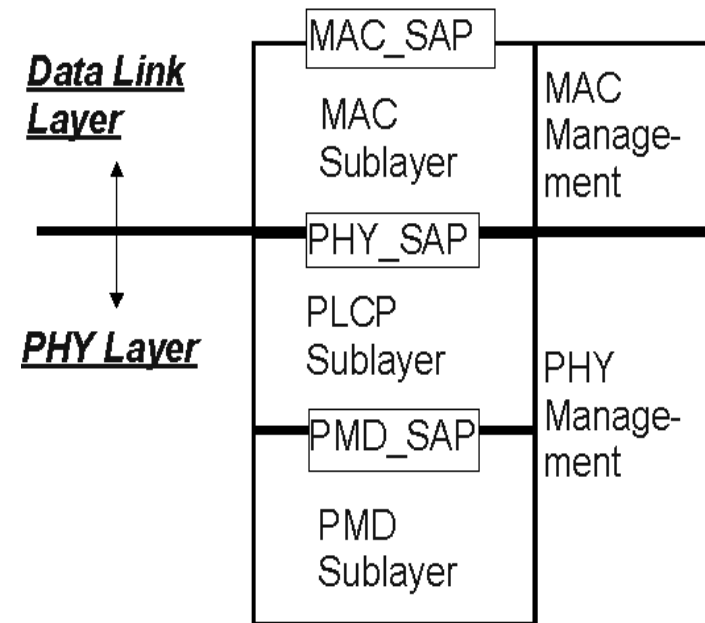 MAC_SAP
Data Link
Layer
MAC
Sublayer
MAC
Manage-
ment
PHY_SAP
PHY Layer
PLCP
Sublayer
PHY
Manage-
ment
PMD_SAP
PMD
Sublayer